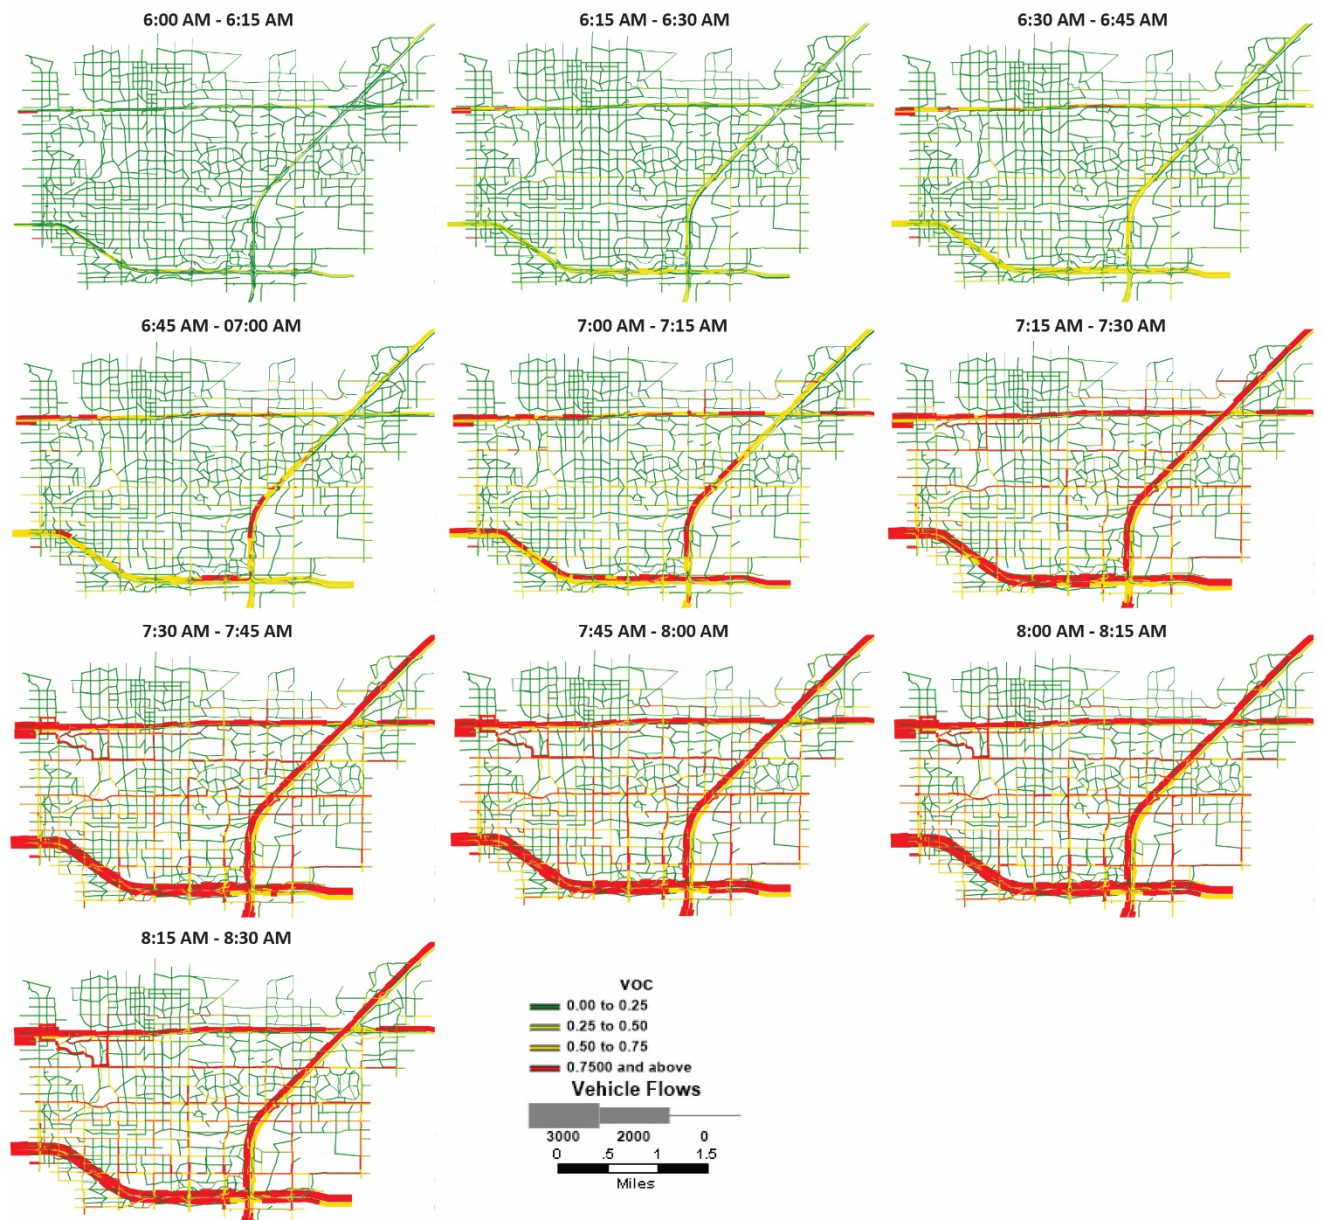 6:00 AM - 6:15 AM
6:15 AM - 6:30 AM
6:30 AM - 6:45 AM
6:45 AM - 07:00 AM
7:00 AM - 7:15 AM
7:15 AM - 7:30 AM
7:30 AM - 7:45 AM
7:45 AM - 8:00 AM
8:00 AM - 8:15 AM
8:15 AM - 8:30 AM
VOC
0.00 to 0.25
0.25 to 0.50
0.50 to 0.75
0.7500 and above
Vehicle Flows
3000 2000 0
0 .5 1 1.5
Miles